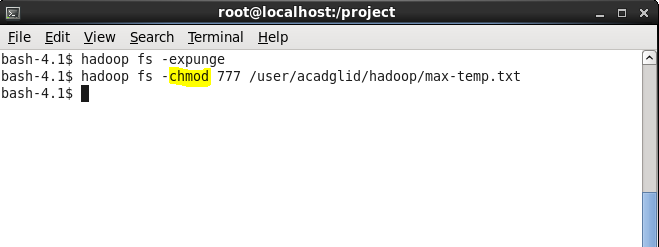 root@localhost:/project
File Edit View Search Terminal Help
bash-4.1$ hadoop fs -expunge
bash-4.1$ hadoop fs -chmod 777 /user/acadglid/hadoop/max-temp.txt
bash-4.1$